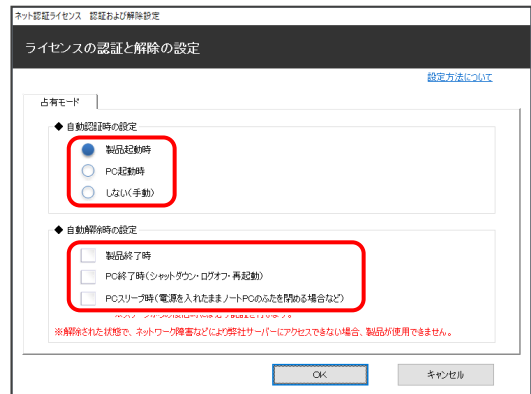 ネット認証ライセンス 認証および解除設定
ライセンスの認証と解除の設定
設定方法について
占有モード
◆ 自動認証時の設定
製品起動時
PC起動時
しない(手動)
◆ 自動解除時の設定
製品終了時
PC終了時(シャットダウン・ログオフ・再起動)
PCスリープ時(電源を入れたままノートPCのふたを閉める場合など)
※解除された状態で、ネットワーク障害などにより弊社サーバーにアクセスできない場合、製品が使用できません。
OK
キャンセル